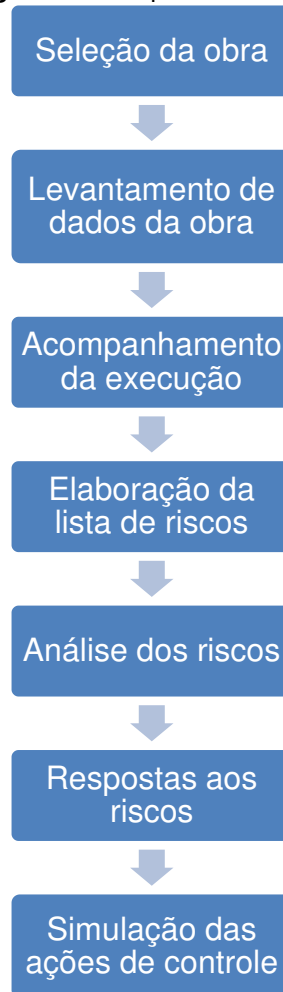 Seleção da obra
Levantamento de
dados da obra
Acompanhamento
da execução
Elaboração da
lista de riscos
Análise dos riscos
Respostas aos
riscos
Simulação das
ações de controle